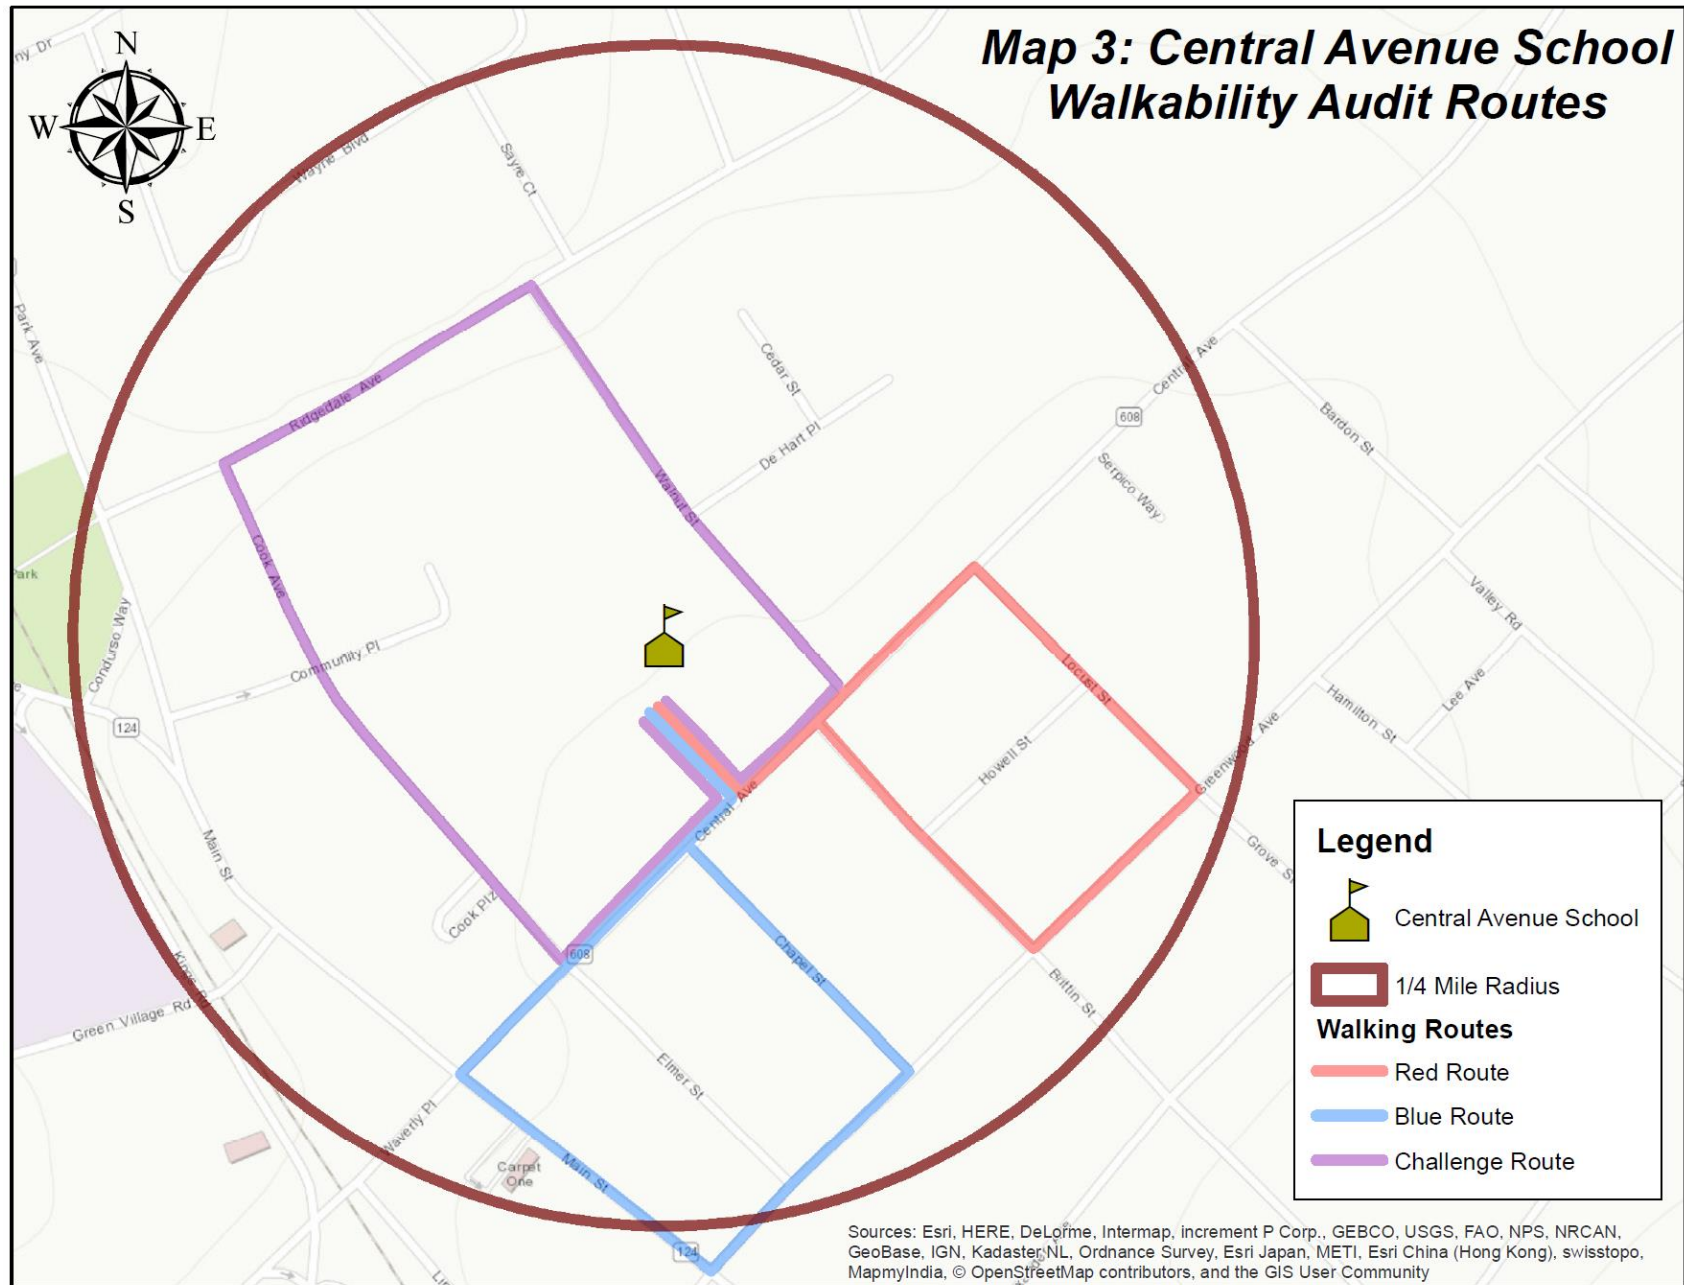 Map 3: Central Avenue School
Walkability Audit Routes
N
W
E
S
ny Dr
Wayne Blvd
Sayre Ct
Park Ave
Cedar St
Central Ave
Ridgedale Ave
608
De Hart Pl
Bardon St
Serpico Way
Walnut St
Cook Ave
Park
Valley Rd
Condurso Way
Community Pl
Locust St
Lee Ave
Hamilton St
124
Greenwood Ave
Howell St
Central Ave
Main St
Grove St
Cook Plz
608
Chapel St
Brittin St
Kings Rd
Green Village Rd
Elmer St
Waverly Pl
Carpet
One
Main St
124
Legend
Central Avenue School
1/4 Mile Radius
Walking Routes
Red Route
Blue Route
Challenge Route
Sources: Esri, HERE, DeLorme, Intermap, increment P Corp., GEBCO, USGS, FAO, NPS, NRCAN,
GeoBase, IGN, Kadaster NL, Ordnance Survey, Esri Japan, METI, Esri China (Hong Kong), swisstopo,
MapmyIndia, © OpenStreetMap contributors, and the GIS User Community